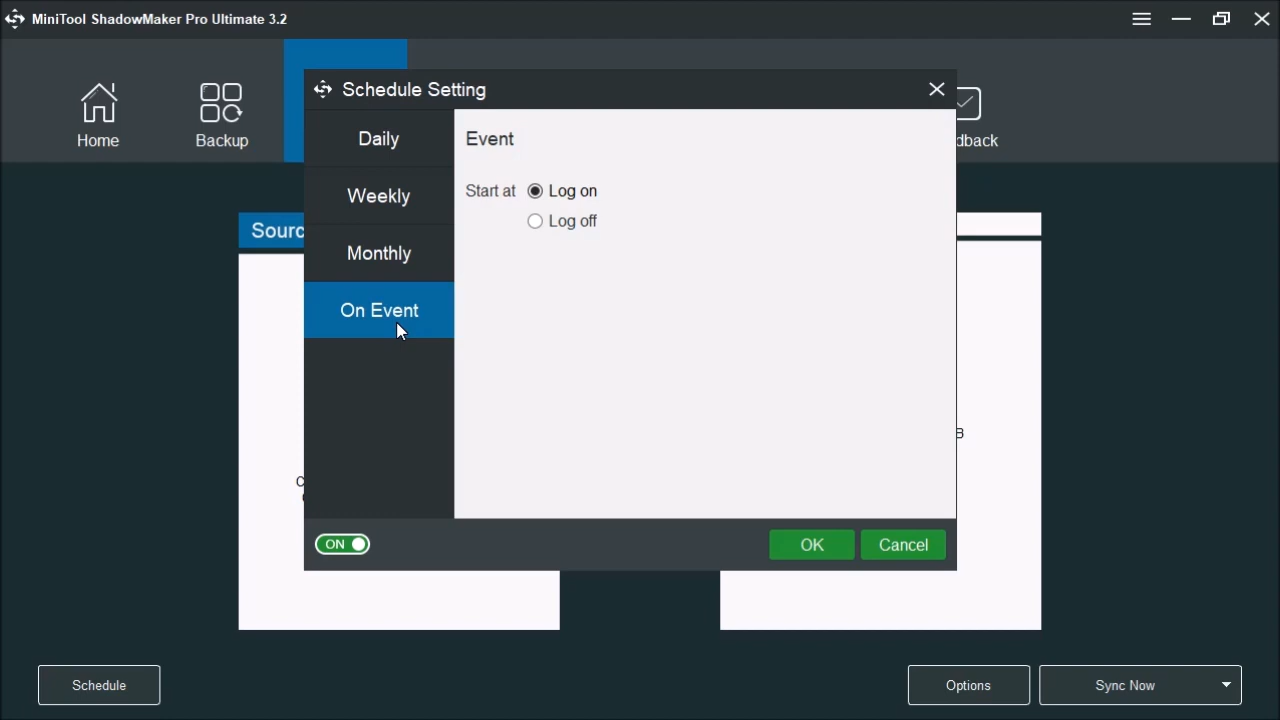 MiniTool ShadowMaker Pro Ultimate 3.2
Home
Backup
dback
Schedule Setting
Daily
Weekly
Monthly
On Event
Event
Start at
Log on
Log off
Sourc
B
ON
OK
Cancel
Schedule
Options
Sync Now